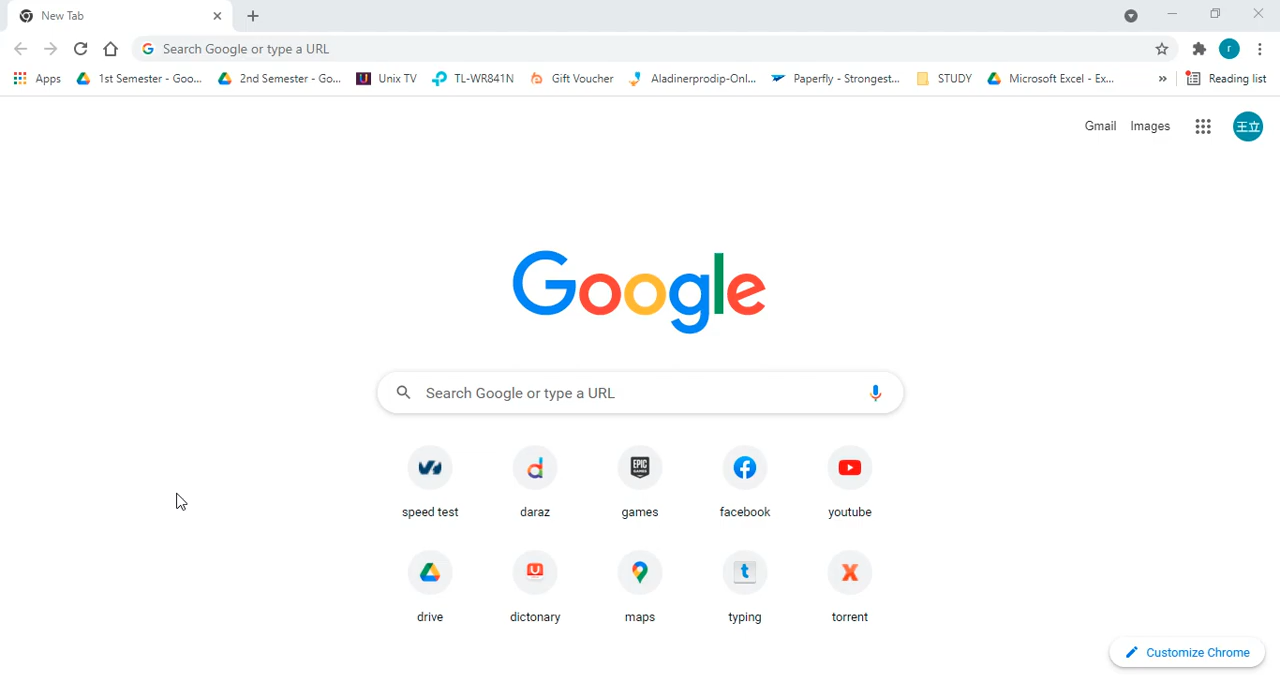 New Tab
Search Google or type a URL
r
Apps 1st Semester - Goo... 2nd Semester - Go... Unix TV TL-WR841N Gift Voucher Aladinerprodip-Onl... Paperfly - Strongest... STUDY Microsoft Excel - Ex... » Reading list
Gmail Images 王立
Google
Search Google or type a URL
EPIC GAMES
speed test daraz games facebook youtube
drive dictonary maps typing torrent
Customize Chrome